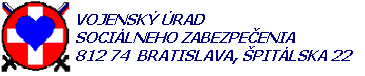 VOJENSKÝ ÚRAD
SOCIÁLNEHO ZABEZPEČENIA
812 74 BRATISLAVA, ŠPITÁLSKA 22